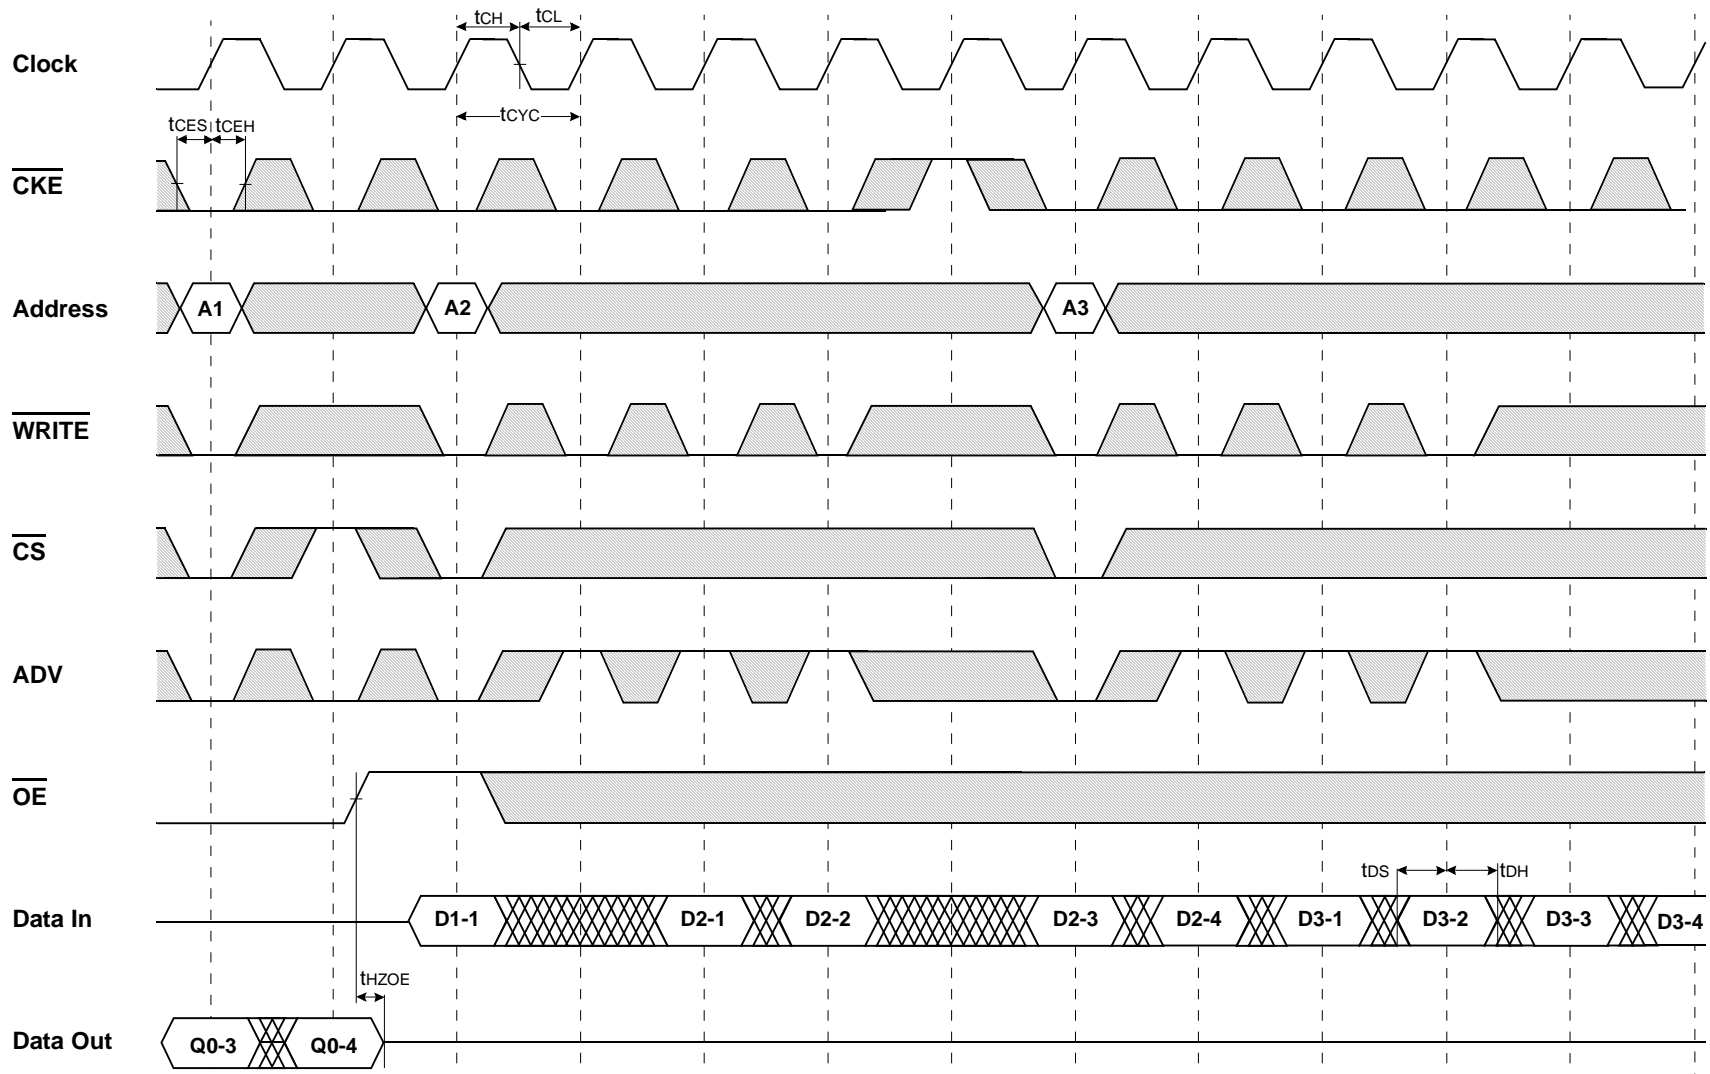 tCH tCL
Clock
tCYC
tCES tCEH
CKE
Address A1 A2 A3
WRITE
CS
ADV
OE
tDS tDH
Data In D1-1 D2-1 D2-2 D2-3 D2-4 D3-1 D3-2 D3-3 D3-4
tHZOE
Data Out Q0-3 Q0-4